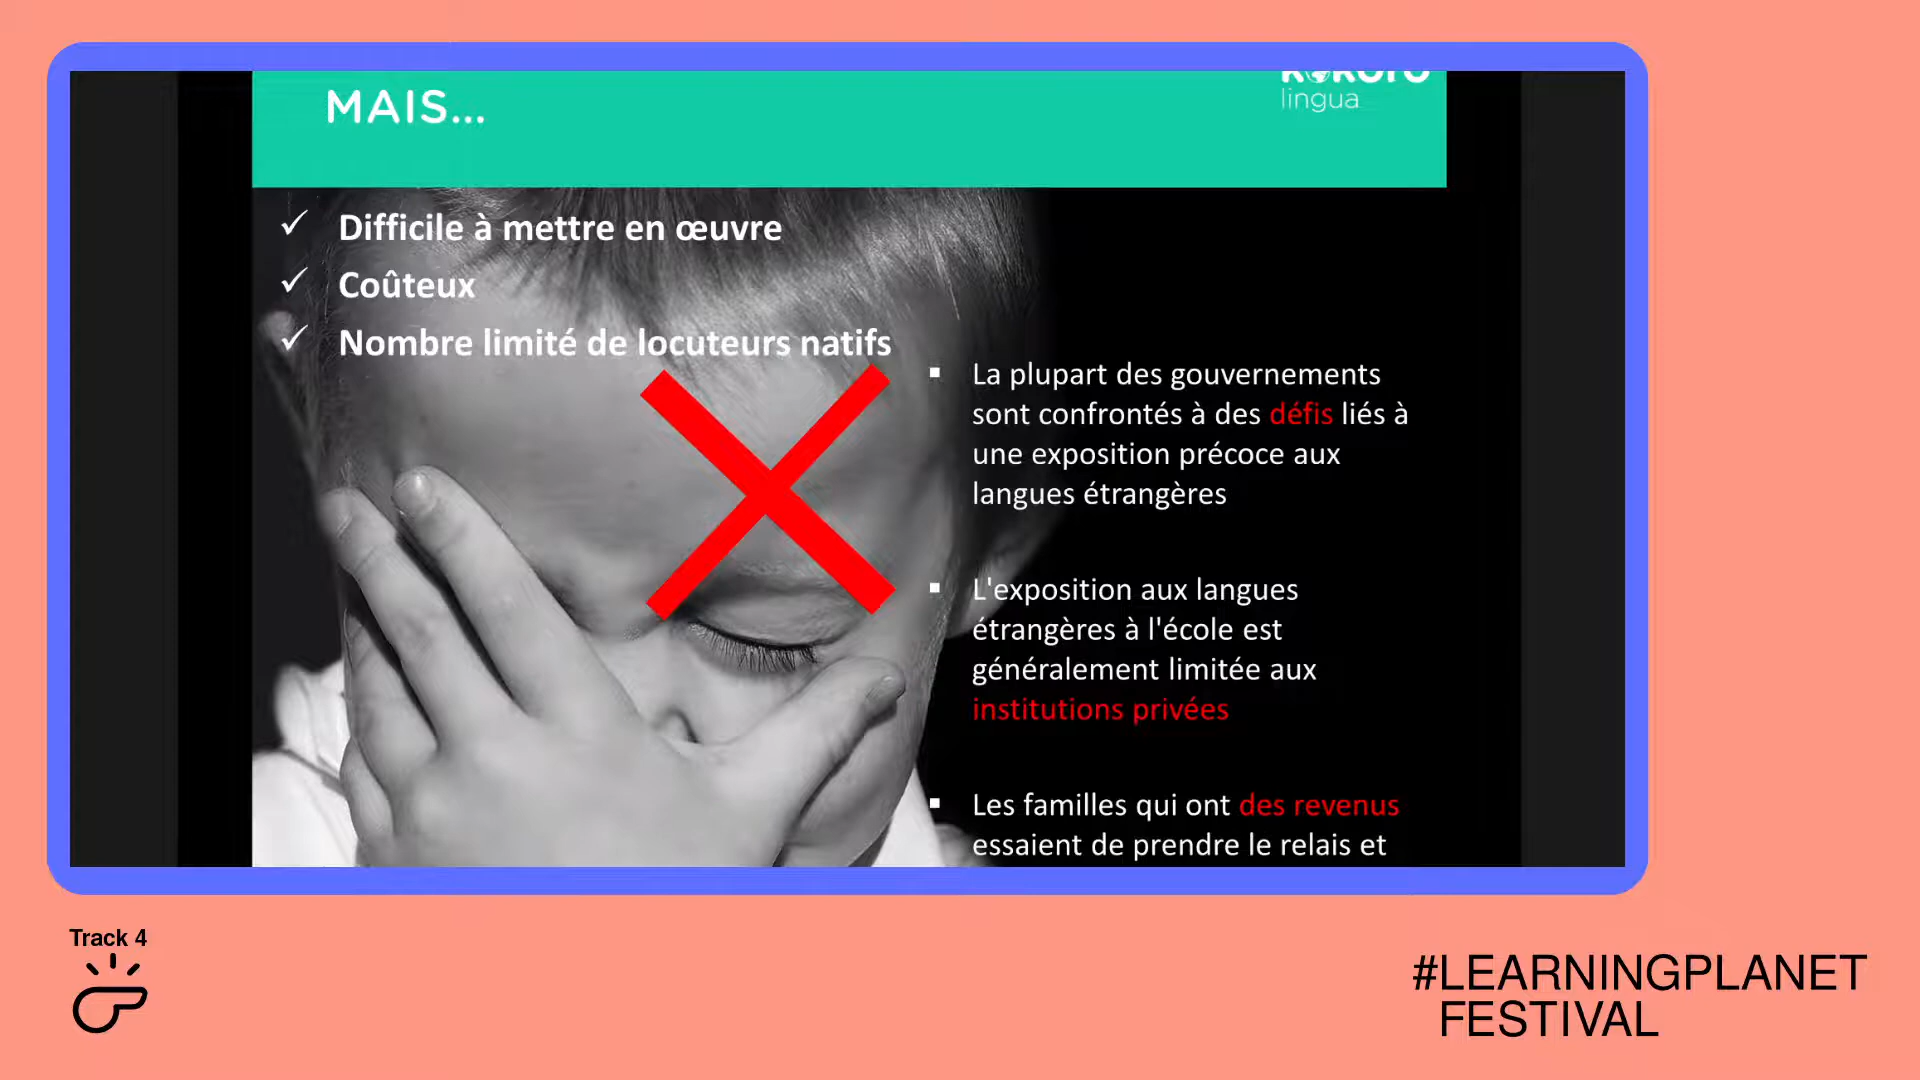 MAIS...
lingua
✓ Difficile à mettre en œuvre
✓ Coûteux
✓ Nombre limité de locuteurs natifs
▪ La plupart des gouvernements
sont confrontés à des défis liés à
une exposition précoce aux
langues étrangères
▪ L'exposition aux langues
étrangères à l'école est
généralement limitée aux
institutions privées
▪ Les familles qui ont des revenus
essaient de prendre le relais et
Track 4
#LEARNINGPLANET
FESTIVAL